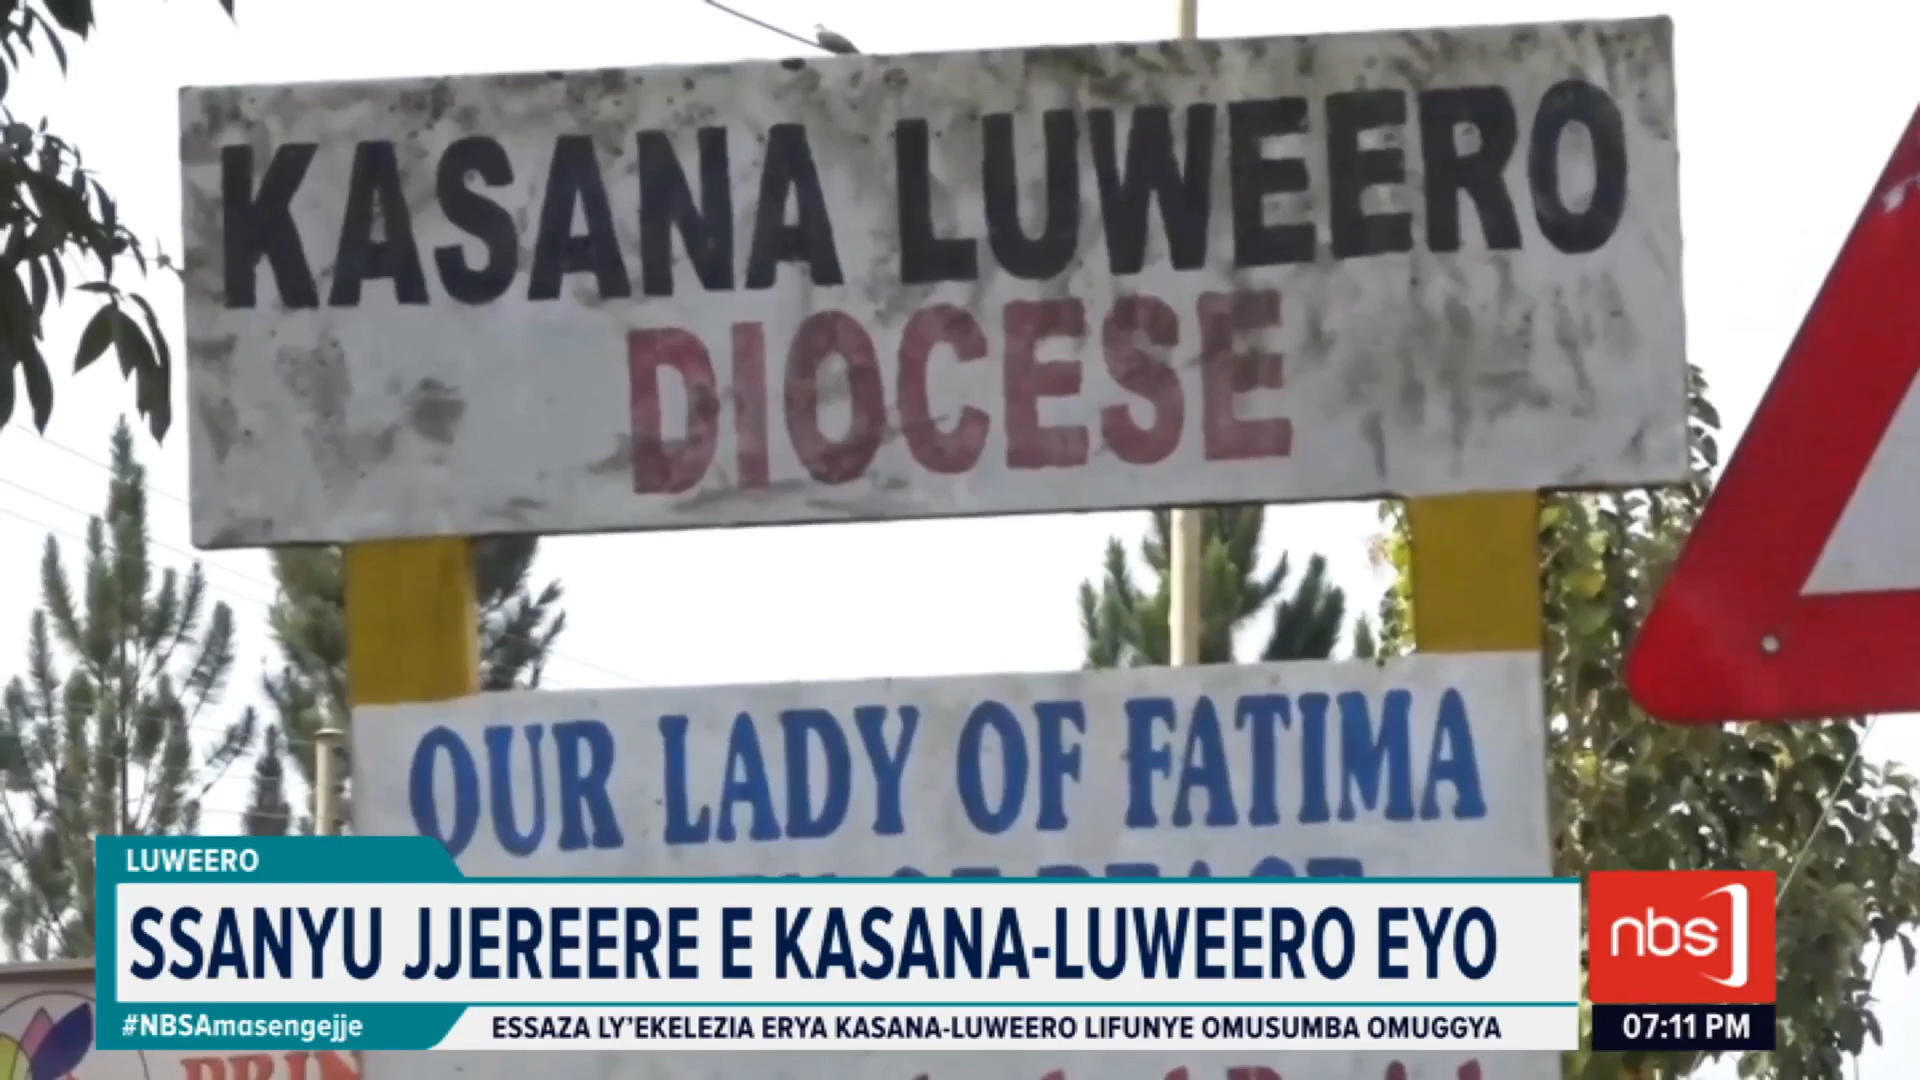 KASANA LUWEERO
DIOCESE
OUR LADY OF FATIMA
LUWEERO
SSANYU JJEREERE E KASANA-LUWEERO EYO
nbs
#NBSAmasengejje
ESSAZA LY'EKELEZIA ERYA KASANA-LUWEERO LIFUNYE OMUSUMBA OMUGGYA
07:11 PM